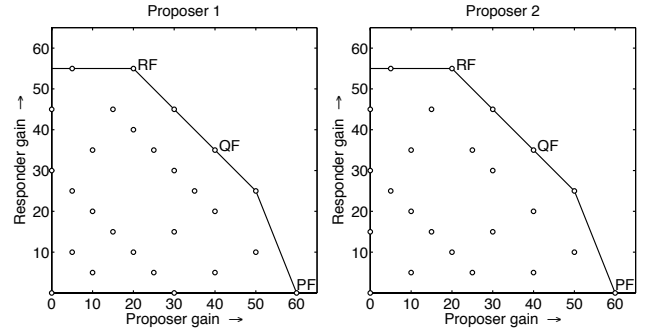 Proposer 1
60
50
40
30
20
10
Responder gain →
RF
QF
PF
0 10 20 30 40 50 60
Proposer gain →
Proposer 2
60
50
40
30
20
10
Responder gain →
RF
QF
PF
0 10 20 30 40 50 60
Proposer gain →